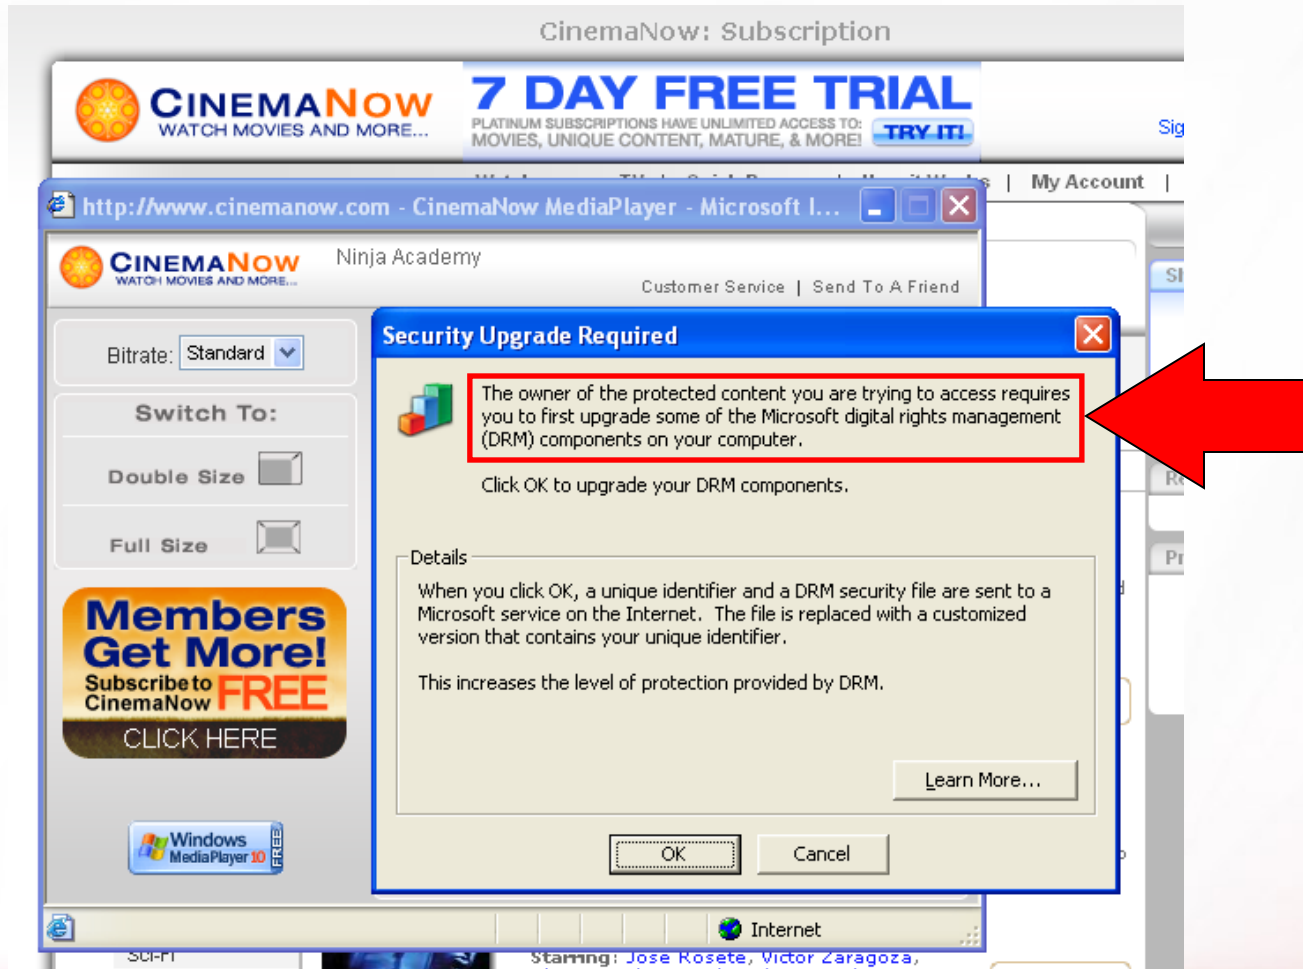 CinemaNow: Subscription
CINEMANOW
WATCH MOVIES AND MORE...
7 DAY FREE TRIAL
PLATINUM SUBSCRIPTIONS HAVE UNLIMITED ACCESS TO:
MOVIES, UNIQUE CONTENT, MATURE, & MORE!
TRY IT!
| My Account |
http://www.cinemanow.com - CinemaNow MediaPlayer - Microsoft I...
CINEMANOW
WATCH MOVIES AND MORE...
Ninja Academy
Customer Service | Send To A Friend
Bitrate: Standard
Switch To:
Double Size
Full Size
Members
Get More!
Subscribe to
CinemaNow FREE
CLICK HERE
Windows
MediaPlayer 10
FREE
Security Upgrade Required
The owner of the protected content you are trying to access requires
you to first upgrade some of the Microsoft digital rights management
(DRM) components on your computer.
Click OK to upgrade your DRM components.
Details
When you click OK, a unique identifier and a DRM security file are sent to a
Microsoft service on the Internet. The file is replaced with a customized
version that contains your unique identifier.
This increases the level of protection provided by DRM.
Learn More...
OK
Cancel
Internet
Sci-Fi
Starring: Jose Rosete, Victor Zaragoza,